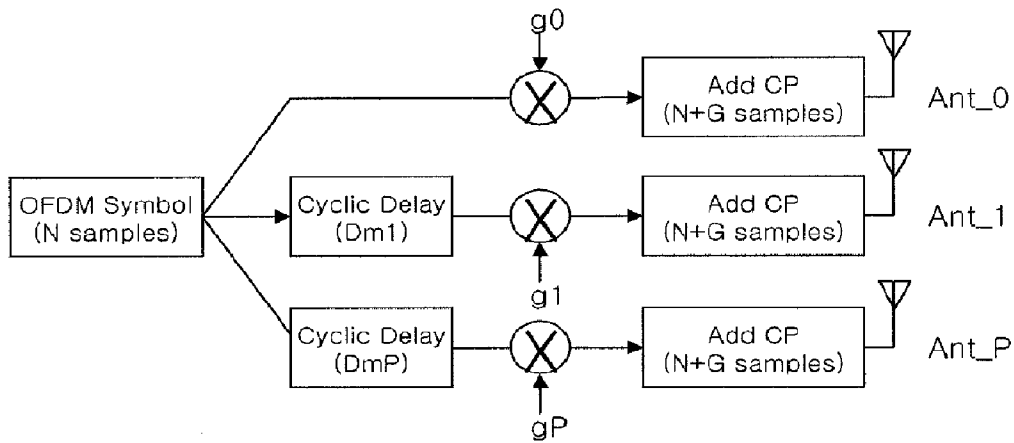 g0
Add CP
(N+G samples)
Ant_0
OFDM Symbol
(N samples)
Cyclic Delay
(Dm1)
g1
Add CP
(N+G samples)
Ant_1
Cyclic Delay
(DmP)
gP
Add CP
(N+G samples)
Ant_P